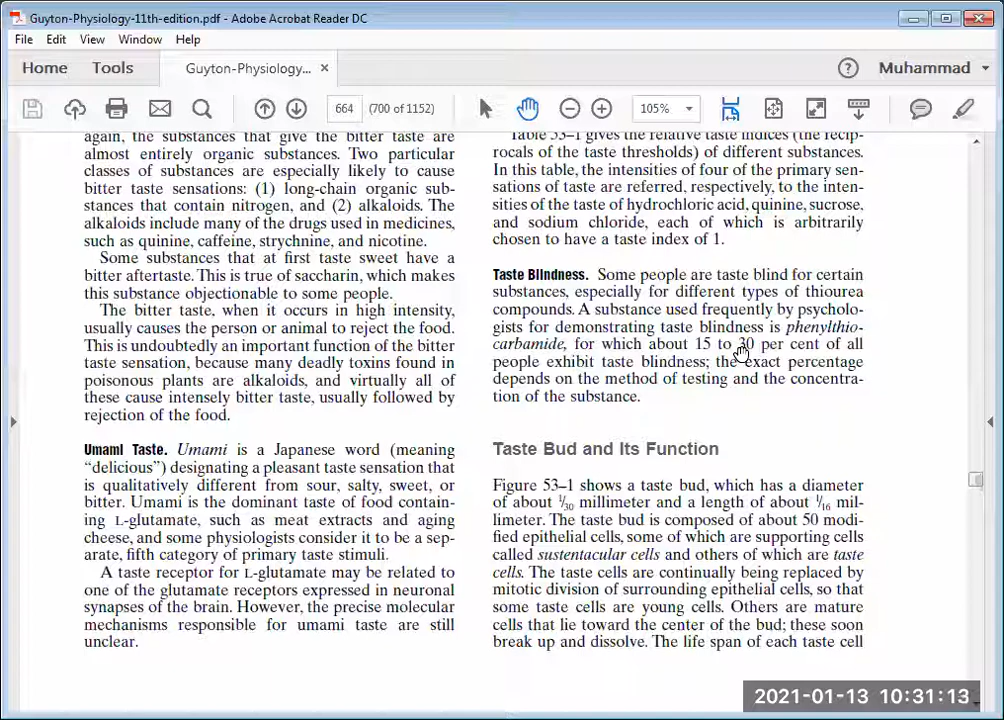 Guyton-Physiology-11th-edition.pdf - Adobe Acrobat Reader DC
File Edit View Window Help
Home Tools Guyton-Physiology... × ? Muhammad
664 (700 of 1152) 105%
again, the substances that give the bitter taste are
almost entirely organic substances. Two particular
classes of substances are especially likely to cause
bitter taste sensations: (1) long-chain organic sub-
stances that contain nitrogen, and (2) alkaloids. The
alkaloids include many of the drugs used in medicines,
such as quinine, caffeine, strychnine, and nicotine.
Some substances that at first taste sweet have a
bitter aftertaste. This is true of saccharin, which makes
this substance objectionable to some people.
The bitter taste, when it occurs in high intensity,
usually causes the person or animal to reject the food.
This is undoubtedly an important function of the bitter
taste sensation, because many deadly toxins found in
poisonous plants are alkaloids, and virtually all of
these cause intensely bitter taste, usually followed by
rejection of the food.
Umami Taste. Umami is a Japanese word (meaning
“delicious”) designating a pleasant taste sensation that
is qualitatively different from sour, salty, sweet, or
bitter. Umami is the dominant taste of food contain-
ing L-glutamate, such as meat extracts and aging
cheese, and some physiologists consider it to be a sep-
arate, fifth category of primary taste stimuli.
A taste receptor for L-glutamate may be related to
one of the glutamate receptors expressed in neuronal
synapses of the brain. However, the precise molecular
mechanisms responsible for umami taste are still
unclear.
Table 53–1 gives the relative taste indices (the recip-
rocals of the taste thresholds) of different substances.
In this table, the intensities of four of the primary sen-
sations of taste are referred, respectively, to the inten-
sities of the taste of hydrochloric acid, quinine, sucrose,
and sodium chloride, each of which is arbitrarily
chosen to have a taste index of 1.
Taste Blindness. Some people are taste blind for certain
substances, especially for different types of thiourea
compounds. A substance used frequently by psycholo-
gists for demonstrating taste blindness is phenylthio-
carbamide, for which about 15 to 30 per cent of all
people exhibit taste blindness; the exact percentage
depends on the method of testing and the concentra-
tion of the substance.
Taste Bud and Its Function
Figure 53–1 shows a taste bud, which has a diameter
of about 1/30 millimeter and a length of about 1/16 mil-
limeter. The taste bud is composed of about 50 modi-
fied epithelial cells, some of which are supporting cells
called sustentacular cells and others of which are taste
cells. The taste cells are continually being replaced by
mitotic division of surrounding epithelial cells, so that
some taste cells are young cells. Others are mature
cells that lie toward the center of the bud; these soon
break up and dissolve. The life span of each taste cell
2021-01-13 10:31:13